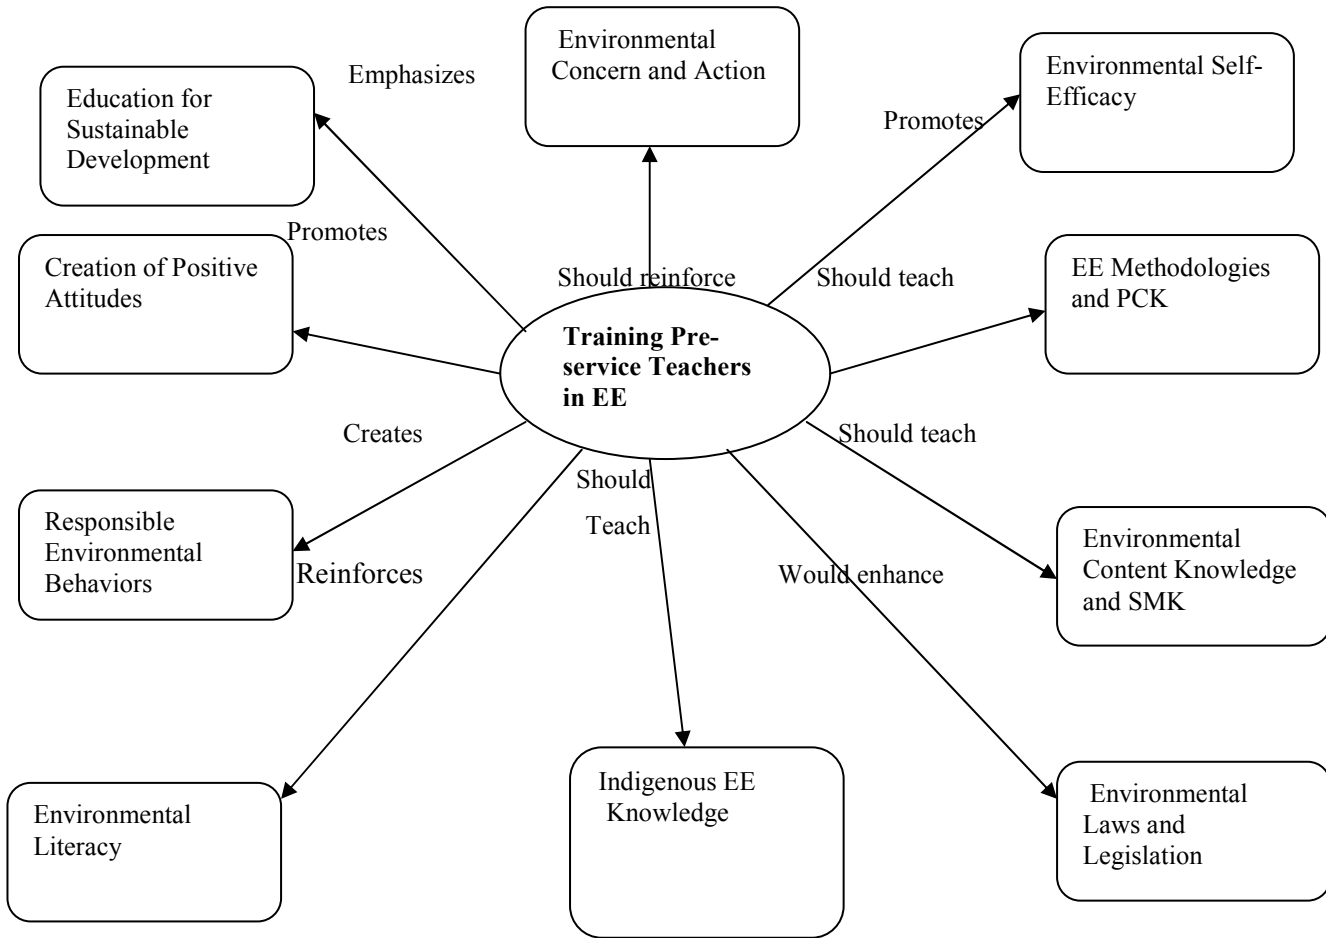 Environmental
Concern and Action
Emphasizes
Environmental Self-
Efficacy
Education for
Sustainable
Development
Promotes
Promotes
Creation of Positive
Attitudes
Should reinforce
Should teach
EE Methodologies
and PCK
Training Pre-
service Teachers
in EE
Creates
Should teach
Should
Teach
Responsible
Environmental
Behaviors
Reinforces
Would enhance
Environmental
Content Knowledge
and SMK
Environmental
Literacy
Indigenous EE
Knowledge
Environmental
Laws and
Legislation